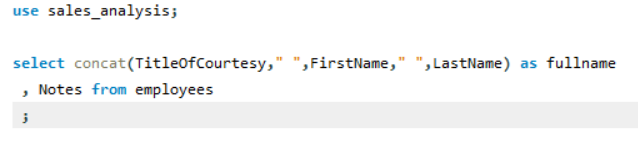 use sales_analysis;
select concat(TitleOfCourtesy," ",FirstName," ",LastName) as fullname
, Notes from employees
;